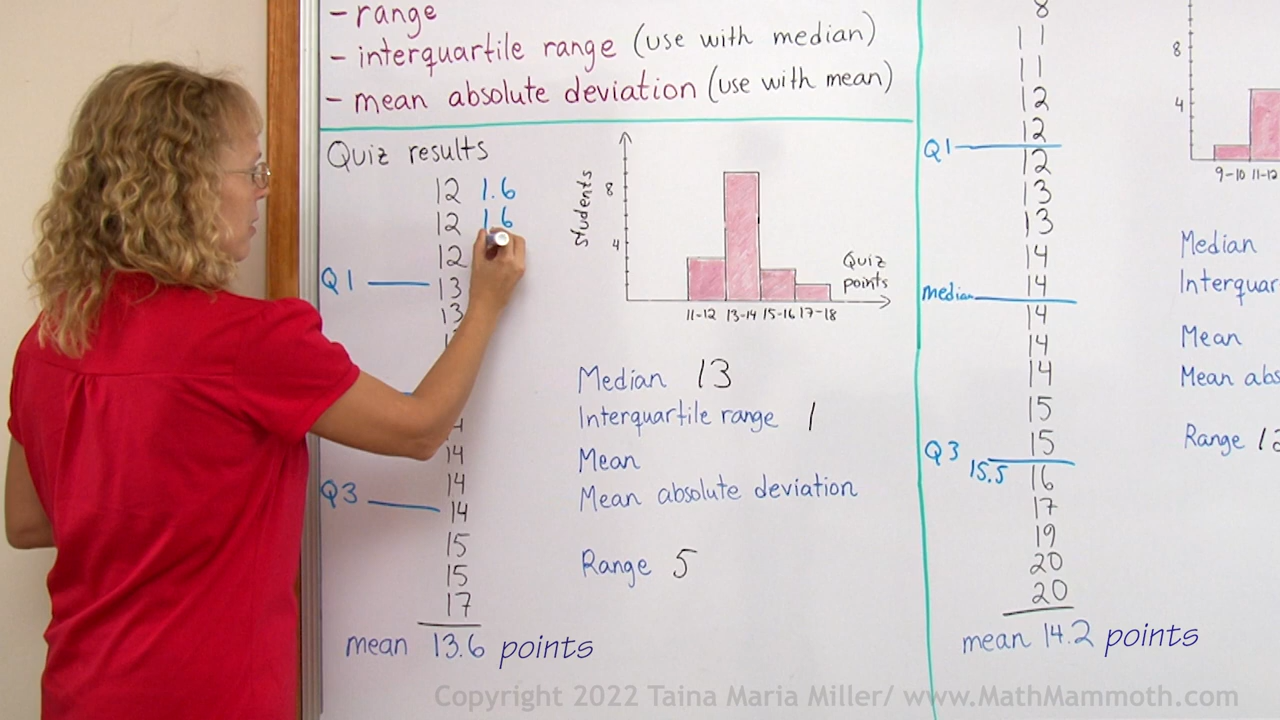 - range
- interquartile range (use with median)
- mean absolute deviation (use with mean)
Quiz results
12 1.6
12 1.6
12
Q1 13
13
14
14
Q3 14
14
15
15
17
mean 13.6 points
Students
8
4
11-12 13-14 15-16 17-18
Quiz
points
Median 13
Interquartile range 1
Mean
Mean absolute deviation
Range 5
8
11
11
12
12
Q1
12
13
13
14
14
median
14
14
14
15
15
Q3 15.5
16
17
19
20
20
mean 14.2 points
8
4
9-10 11-12
Median
Mean
Range
Copyright 2022 Taina Maria Miller/ www.MathMammoth.com